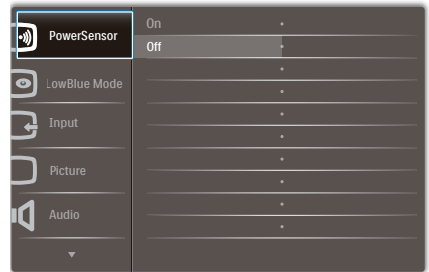 PowerSensor
LowBlue Mode
Input
Picture
Audio
On
Off